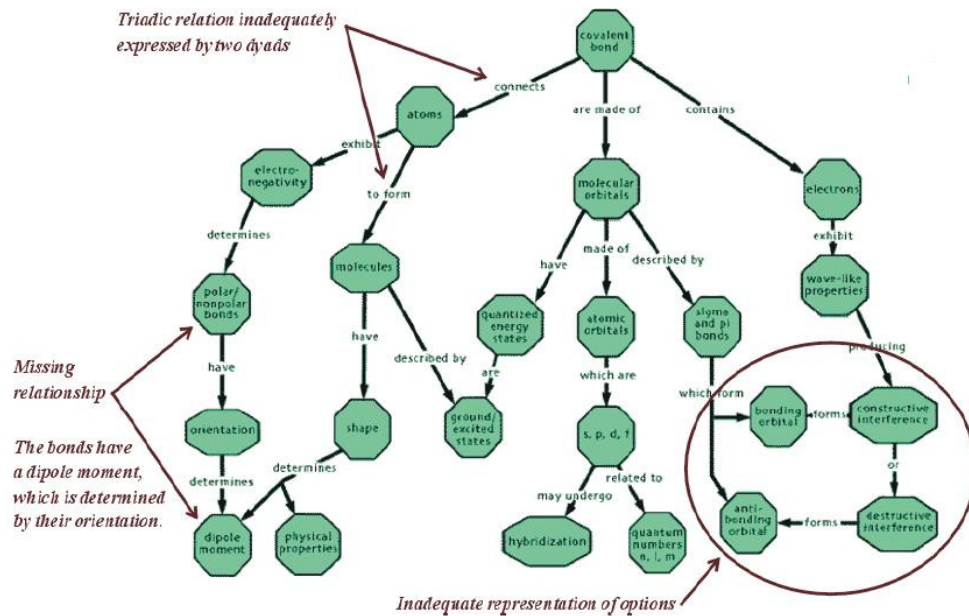 Triadic relation inadequately
expressed by two dyads
covalent
bond
connects
are made of
contains
atoms
exhibit
electro-
negativity
to form
molecular
orbitals
electrons
exhibit
determines
have
made of
described by
molecules
wave-like
properties
polar/
nonpolar
bonds
quantized
energy
states
atomic
orbitals
sigma
and pi
bonds
producing
Missing
relationship
have
have
described by
are
which are
which form
bonding
orbital
forms
constructive
interference
orientation
shape
ground/
excited
states
s, p, d, f
or
The bonds have
a dipole moment,
which is determined
by their orientation.
determines
determines
may undergo
related to
anti-
bonding
orbital
forms
destructive
interference
dipole
moment
physical
properties
hybridization
quantum
numbers
n, l, m
Inadequate representation of options